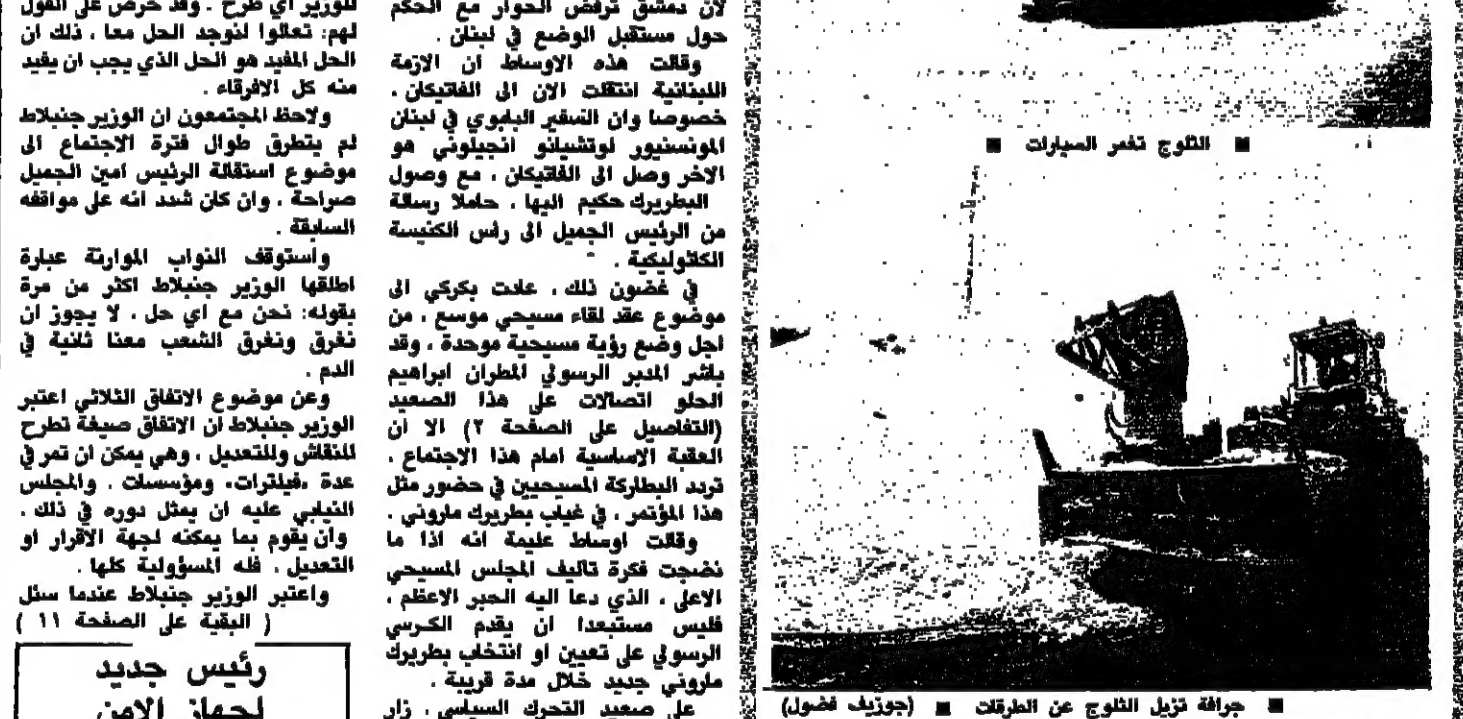 ■ الثلوج تغمر السيارات ■
■ جرافة تزيل الثلوج عن الطرقات ■ (جوزيف فضول)
لان دمشق ترفض الحوار مع الحكم
حول مستقبل الوضع في لبنان .
وقالت هذه الاوساط ان الازمة
اللبنانية انتقلت الان الى الفاتيكان ،
خصوصا وان السفير البابوي في لبنان
المونسنيور لوتشيانو انجيلوني هو
الاخر وصل الى الفاتيكان ، مع وصول
البطريرك حكيم اليها ، حاملا رسالة
من الرئيس الجميل الى راس الكنيسة
الكاثوليكية .
في غضون ذلك ، عادت بكركي الى
موضوع عقد لقاء مسيحي موسع ، من
اجل وضع رؤية مسيحية موحدة ، وقد
باشر المدبر الرسولي المطران ابراهيم
الحلو اتصالات على هذا الصعيد
(التفاصيل على الصفحة ٢) الا ان
العقبة الاساسية امام هذا الاجتماع ،
تردد البطاركة المسيحيين في حضور مثل
هذا المؤتمر ، في غياب بطريرك ماروني .
وقالت اوساط عليمة انه اذا ما
نضجت فكرة تاليف المجلس المسيحي
الاعلى ، الذي دعا اليه الحبر الاعظم ،
فليس مستبعدا ان يقدم الكرسي
الرسولي على تعيين او انتخاب بطريرك
ماروني جديد خلال مدة قريبة .
على صعيد التحرك السياسي ، زار
للوزير اي طرح . وقد حرص على القول
لهم: تعالوا لنوجد الحل معا ، ذلك ان
الحل المفيد هو الحل الذي يجب ان يفيد
منه كل الافرقاء .
ولاحظ المجتمعون ان الوزير جنبلاط
لم يتطرق طوال فترة الاجتماع الى
موضوع استقالة الرئيس امين الجميل
صراحة ، وان كان شدد انه على مواقفه
السابقة .
واستوقف النواب الموارنة عبارة
اطلقها الوزير جنبلاط اكثر من مرة
بقوله: نحن مع اي حل ، لا يجوز ان
نغرق ونغرق الشعب معنا ثانية في
الدم .
وعن موضوع الاتفاق الثلاثي اعتبر
الوزير جنبلاط ان الاتفاق صيغة تطرح
للنقاش وللتعديل ، وهي يمكن ان تمر في
عدة «فيلترات» ومؤسسات . والمجلس
النيابي عليه ان يمثل دوره في ذلك ،
وان يقوم بما يمكنه لجهة الاقرار او
التعديل ، فله المسؤولية كلها .
واعتبر الوزير جنبلاط عندما سئل
( البقية على الصفحة ١١ )
رئيس جديد
لجهاز الامن